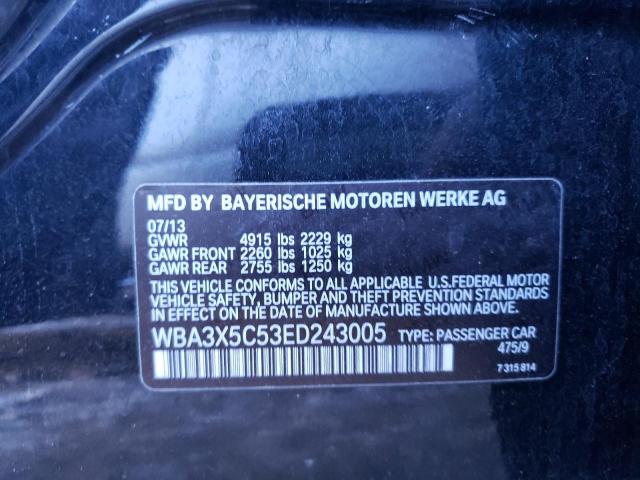 MFD BY BAYERISCHE MOTOREN WERKE AG
07/13
GVWR 4915 lbs 2229 kg
GAWR FRONT 2260 lbs 1025 kg
GAWR REAR 2755 lbs 1250 kg
THIS VEHICLE CONFORMS TO ALL APPLICABLE U.S.FEDERAL MOTOR
VEHICLE SAFETY, BUMPER AND THEFT PREVENTION STANDARDS
IN EFFECT ON THE DATE OF MANUFACTURE SHOWN ABOVE.
WBA3X5C53ED243005 TYPE: PASSENGER CAR
475/9
7 315 814